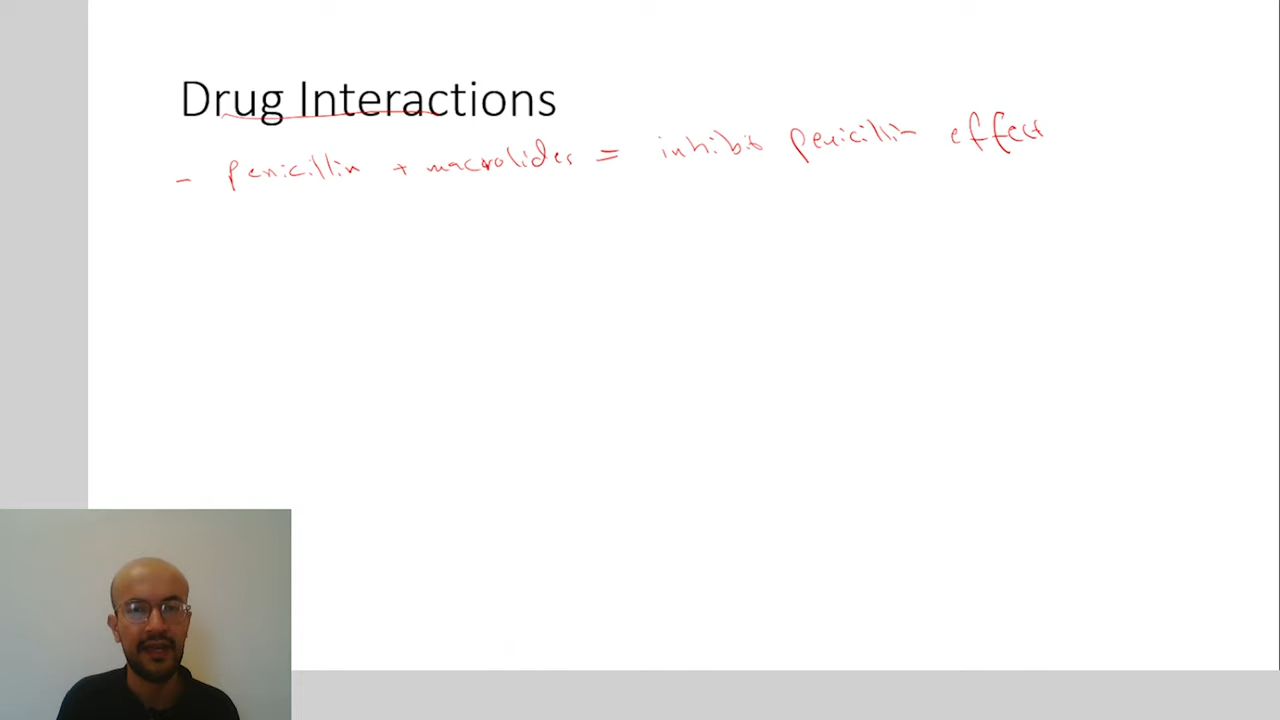 Drug Interactions
- penicillin + macrolides = inhibit penicillin effect